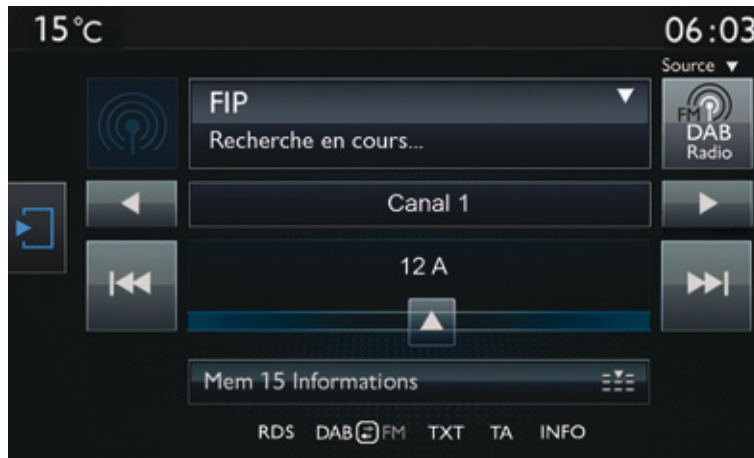 15°C
06:03
Source
FIP
Recherche en cours...
FM
DAB
Radio
Canal 1
12 A
Mem 15 Informations
RDS DAB FM TXT TA INFO